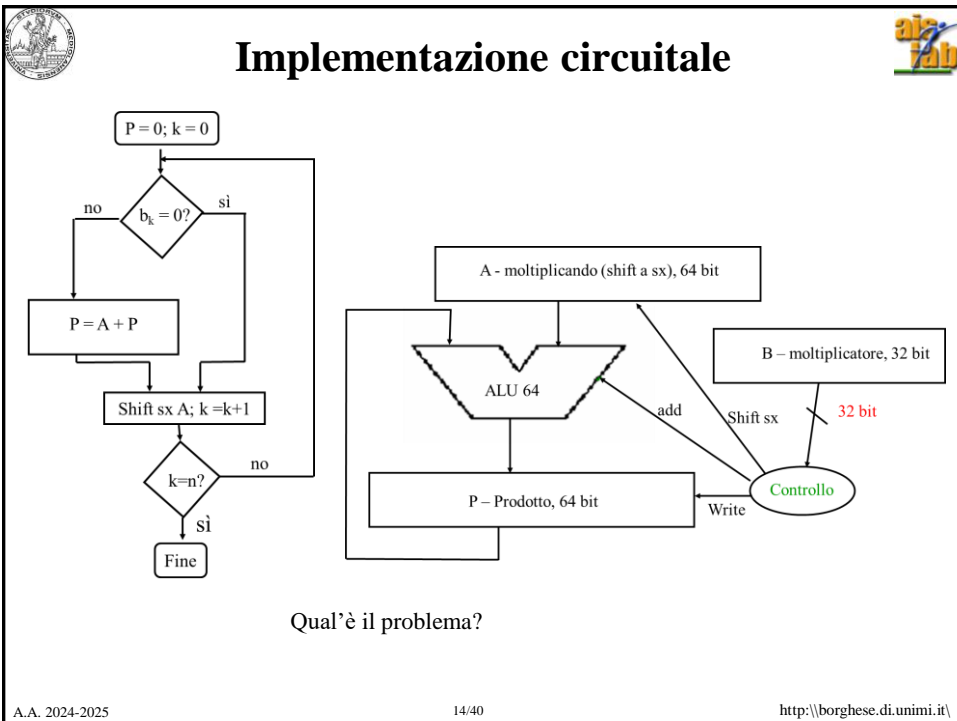 Implementazione circuitale
P = 0; k = 0
no
bk = 0?
sì
P = A + P
Shift sx A; k =k+1
k=n?
no
sì
Fine
A - moltiplicando (shift a sx), 64 bit
B – moltiplicatore, 32 bit
ALU 64
add
Shift sx
32 bit
Controllo
P – Prodotto, 64 bit
Write
Qual’è il problema?
A.A. 2024-2025
14/40
http:\\borghese.di.unimi.it\